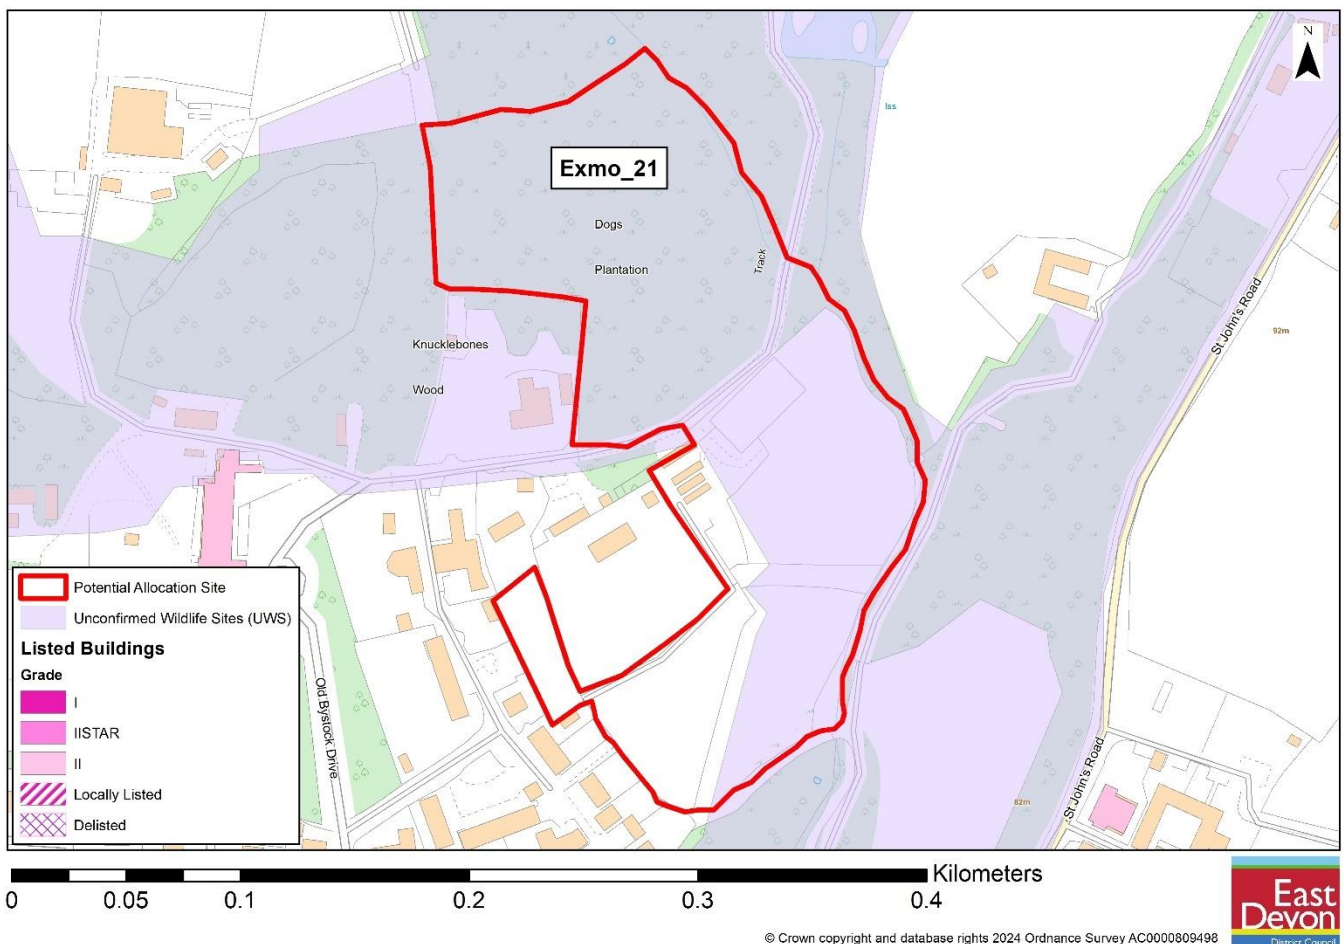 N
Iss
Exmo_21
Dogs
Plantation
Track
St John's Road
92m
Knucklebones
Wood
Old Bystock Drive
St John's Road
82m
Potential Allocation Site
Unconfirmed Wildlife Sites (UWS)
Listed Buildings
Grade
I
IISTAR
II
Locally Listed
Delisted
Kilometers
0 0.05 0.1 0.2 0.3 0.4
East
Devon
District Council
© Crown copyright and database rights 2024 Ordnance Survey AC0000809498